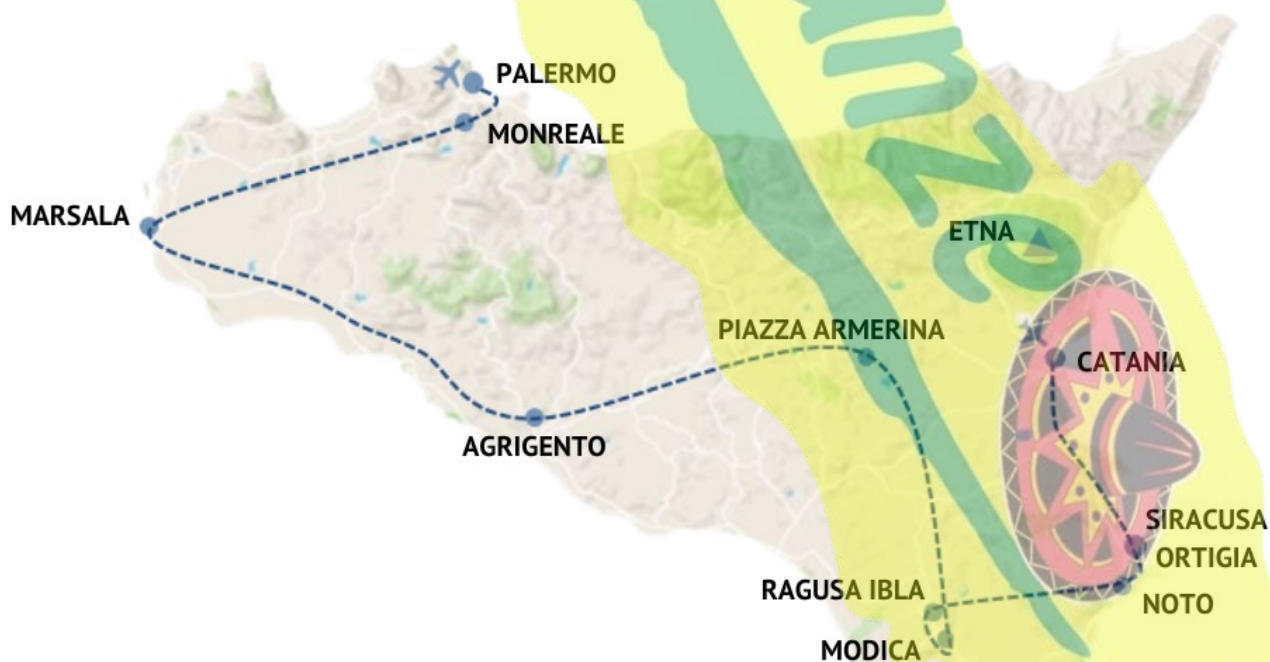 PALERMO
MONREALE
MARSALA
ETNA
PIAZZA ARMERINA
CATANIA
AGRIGENTO
SIRACUSA
ORTIGIA
RAGUSA IBLA
NOTO
MODICA